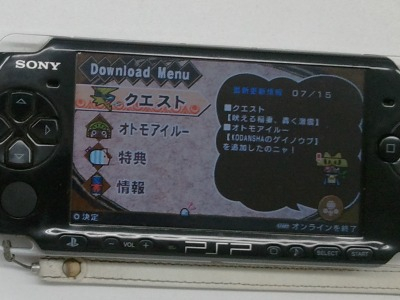 SONY
Download Menu
クエスト
オトモアイルー
特典
情報
最新更新情報 07/15
■クエスト
【吠える稲妻、轟く激雷】
■オトモアイルー
【KODANSHAのゲイノウブ】
を追加したのニャ！
決定
オンラインを終了
- VOL +
PSP
SELECT
START